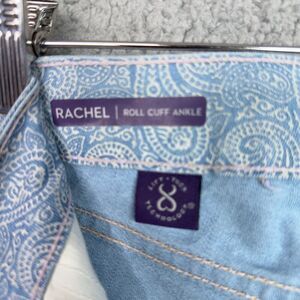 RACHEL | ROLL CUFF ANKLE
LIFT • TUCK
TECHNOLOGY ®